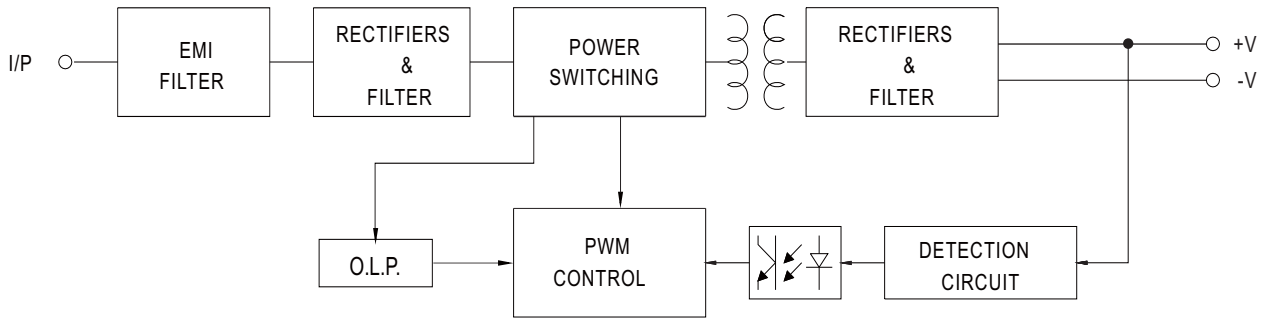 I/P
EMI
FILTER
RECTIFIERS
&
FILTER
POWER
SWITCHING
RECTIFIERS
&
FILTER
+V
-V
O.L.P.
PWM
CONTROL
DETECTION
CIRCUIT